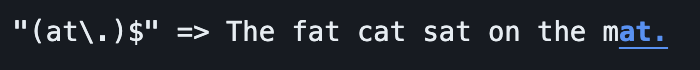 "(at\.)$" => The fat cat sat on the mat.